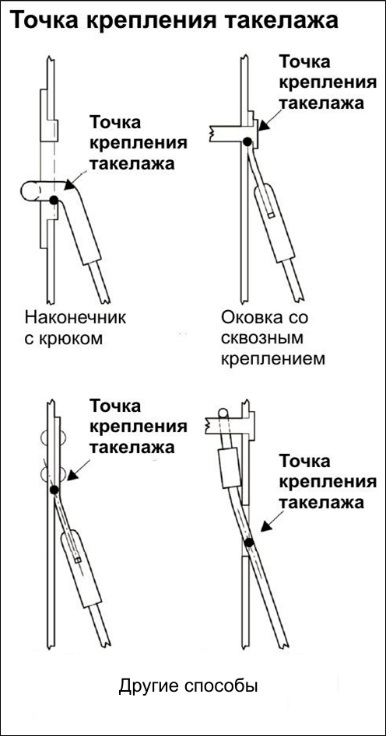 Точка крепления такелажа
Точка
крепления
такелажа
Точка
крепления
такелажа
Наконечник
с крюком
Оковка со
сквозным
креплением
Точка
крепления
такелажа
Точка
крепления
такелажа
Другие способы